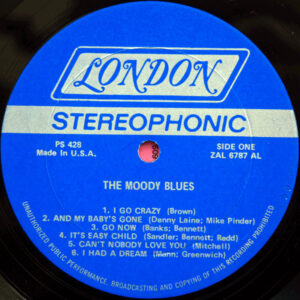 LONDON
STEREOPHONIC
PS 428
Made in U.S.A.
SIDE ONE
ZAL 6787 AL
THE MOODY BLUES
1. I GO CRAZY (Brown)
2. AND MY BABY'S GONE (Denny Laine; Mike Pinder)
3. GO NOW (Banks; Bennett)
4. IT'S EASY CHILD (Sandler; Bennett; Redd)
5. CAN'T NOBODY LOVE YOU (Mitchell)
6. I HAD A DREAM (Mann; Greenwich)
UNAUTHORIZED PUBLIC PERFORMANCE, BROADCASTING AND COPYING OF THIS RECORDING PROHIBITED